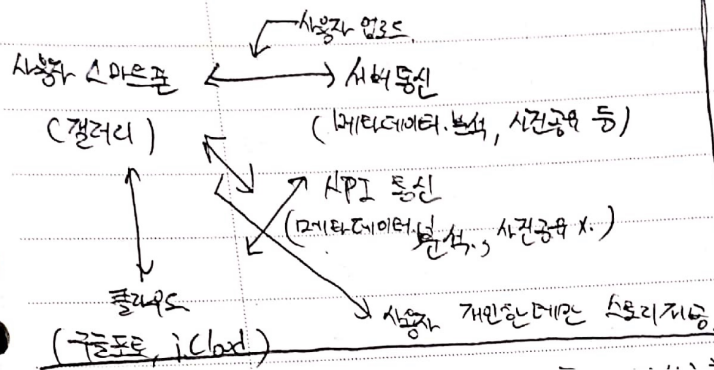 사용자 업로드
사용자 스마트폰
서버 통신
(갤러리)
(메타데이터.분석, 사진공유 등)
API 통신
(메타데이터.분석., 사진공유 X.)
클라우드
사용자 개인한테만 스토리제공
(구글포토, iCloud)